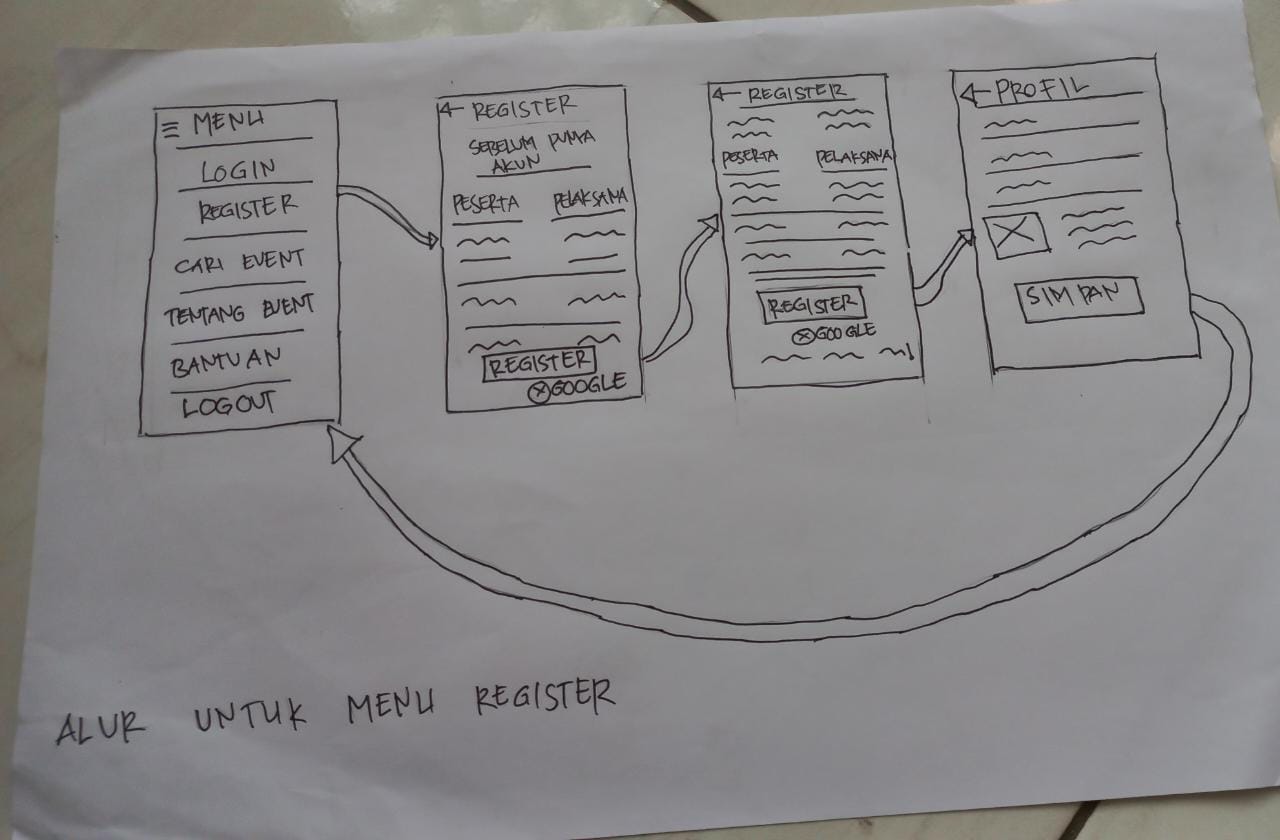 MENU
LOGIN
REGISTER
CARI EVENT
TENTANG EVENT
BANTUAN
LOGOUT
REGISTER
SEBELUM PUNYA
AKUN
PESERTA PELAKSANA
REGISTER
GOOGLE
REGISTER
PESERTA PELAKSANA
REGISTER
GOOGLE
PROFIL
SIMPAN
ALUR UNTUK MENU REGISTER